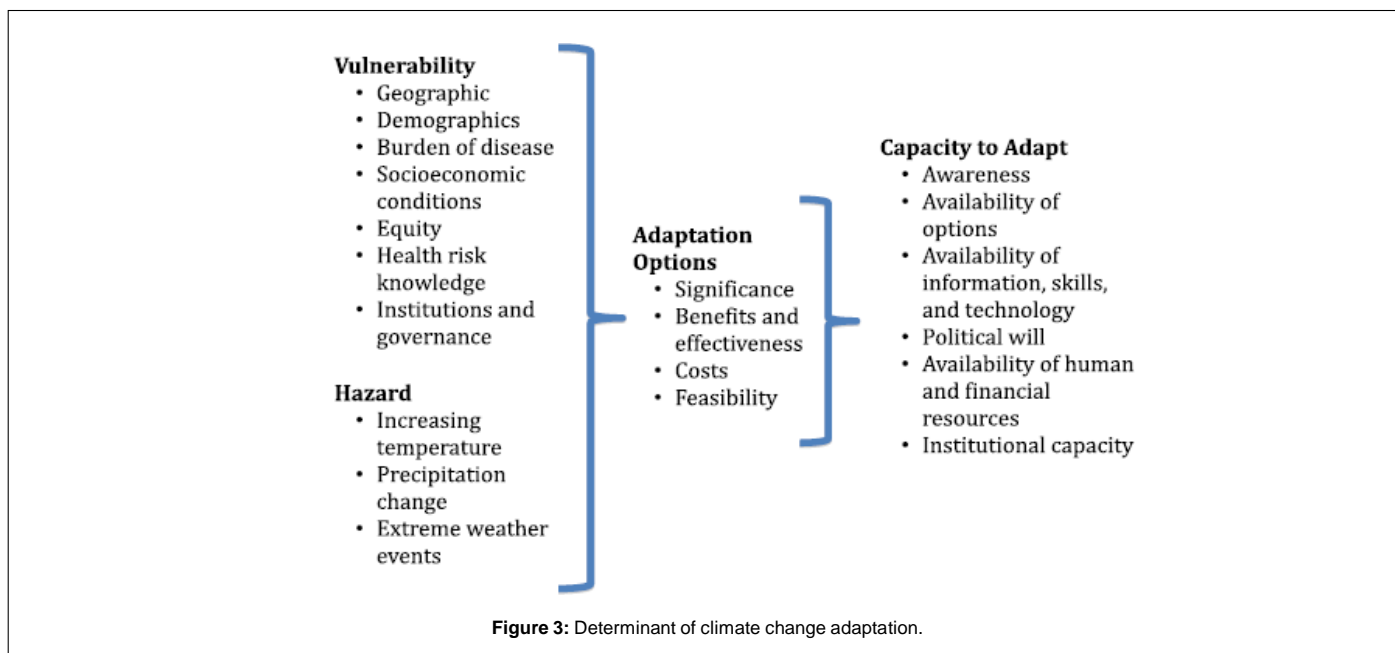 Vulnerability
• Geographic
• Demographics
• Burden of disease
• Socioeconomic
conditions
• Equity
• Health risk
knowledge
• Institutions and
governance
Hazard
• Increasing
temperature
• Precipitation
change
• Extreme weather
events
Adaptation
Options
• Significance
• Benefits and
effectiveness
• Costs
• Feasibility
Capacity to Adapt
• Awareness
• Availability of
options
• Availability of
information, skills,
and technology
• Political will
• Availability of human
and financial
resources
• Institutional capacity
Figure 3: Determinant of climate change adaptation.